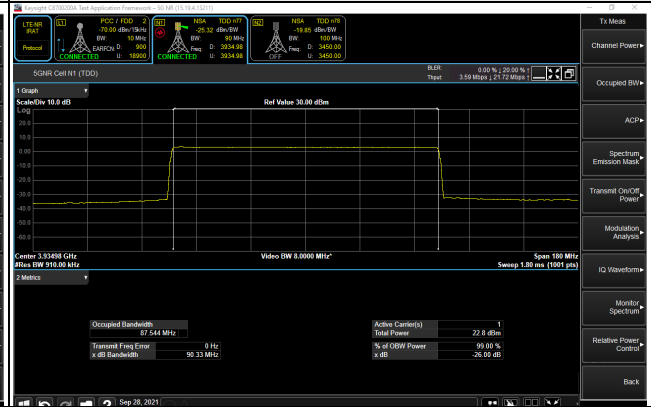 Keysight C8700200A Test Application Framework - 5G NR (15.19.4.15211)
LTE-NR IRAT
Protocol
L1 PCC / FDD 2
-70.00 dBm/15kHz
BW: 10 MHz
EARFCN: D: 900
CONNECTED U: 18900
N1 NSA TDD n77
-25.32 dBm/BW
BW: 90 MHz
Freq: D: 3934.98
CONNECTED U: 3934.98
N2 NSA TDD n78
-19.85 dBm/BW
BW: 100 MHz
Freq: D: 3450.00
OFF U: 3450.00
Tx Meas
5GNR Cell N1 (TDD)
BLER: 0.00 % ↓ 20.00 % ↑
Thput: 3.59 Mbps ↓ 21.72 Mbps ↑
1 Graph
Scale/Div 10.0 dB
Ref Value 30.00 dBm
Log
20.0
10.0
0.00
-10.0
-20.0
-30.0
-40.0
-50.0
-60.0
Center 3.93498 GHz
Video BW 8.0000 MHz*
Span 180 MHz
#Res BW 910.00 kHz
Sweep 1.80 ms (1001 pts)
2 Metrics
Occupied Bandwidth
87.544 MHz
Transmit Freq Error 0 Hz
x dB Bandwidth 90.33 MHz
Active Carrier(s) 1
Total Power 22.8 dBm
% of OBW Power 99.00 %
x dB -26.00 dB
Channel Power
Occupied BW
ACP
Spectrum Emission Mask
Transmit On/Off Power
Modulation Analysis
IQ Waveform
Monitor Spectrum
Relative Power Control
Back
Sep 28, 2021